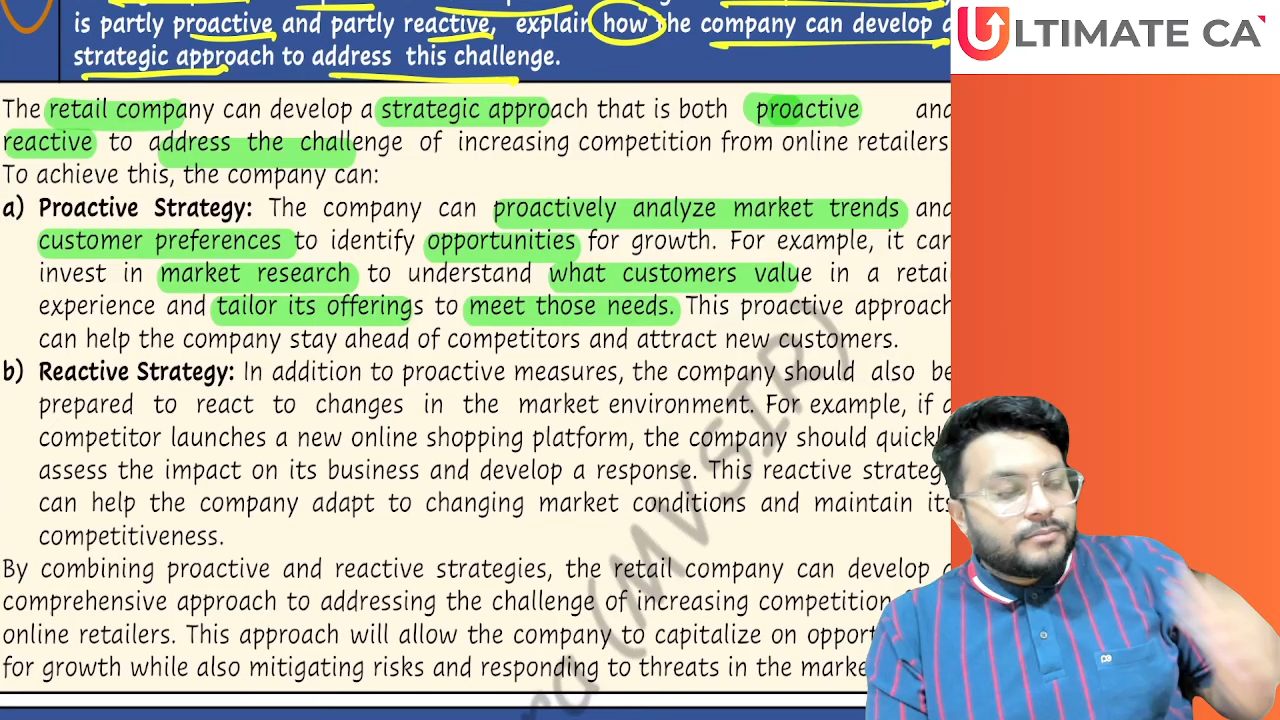 is partly proactive and partly reactive, explain how the company can develop a
strategic approach to address this challenge.
ULTIMATE CA
The retail company can develop a strategic approach that is both proactive and
reactive to address the challenge of increasing competition from online retailers
To achieve this, the company can:
a) Proactive Strategy: The company can proactively analyze market trends and
customer preferences to identify opportunities for growth. For example, it can
invest in market research to understand what customers value in a retai
experience and tailor its offerings to meet those needs. This proactive approach
can help the company stay ahead of competitors and attract new customers.
b) Reactive Strategy: In addition to proactive measures, the company should also be
prepared to react to changes in the market environment. For example, if a
competitor launches a new online shopping platform, the company should quickl
assess the impact on its business and develop a response. This reactive strateg
can help the company adapt to changing market conditions and maintain its
competitiveness.
By combining proactive and reactive strategies, the retail company can develop
comprehensive approach to addressing the challenge of increasing competition
online retailers. This approach will allow the company to capitalize on opport
for growth while also mitigating risks and responding to threats in the marke
(MVSIR)